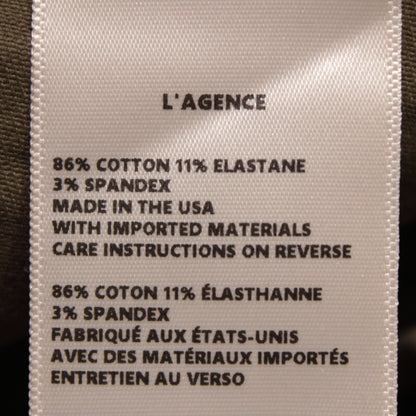 L'AGENCE
86% COTTON 11% ELASTANE
3% SPANDEX
MADE IN THE USA
WITH IMPORTED MATERIALS
CARE INSTRUCTIONS ON REVERSE
86% COTON 11% ÉLASTHANNE
3% SPANDEX
FABRIQUÉ AUX ÉTATS-UNIS
AVEC DES MATÉRIAUX IMPORTÉS
ENTRETIEN AU VERSO